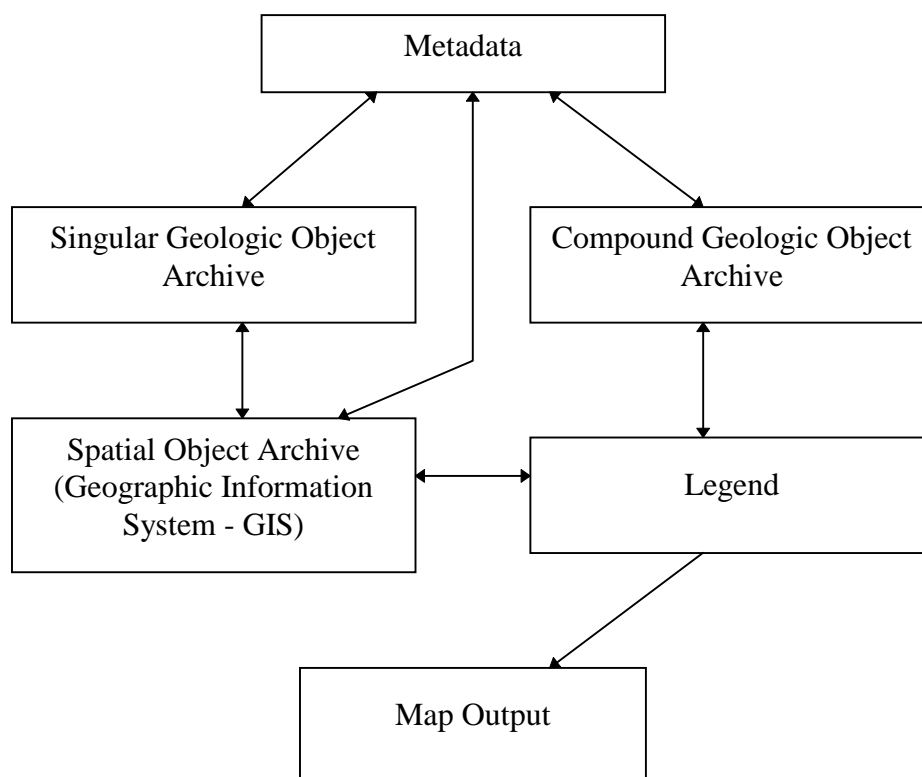 Metadata
Singular Geologic Object
Archive
Compound Geologic Object
Archive
Spatial Object Archive
(Geographic Information
System - GIS)
Legend
Map Output